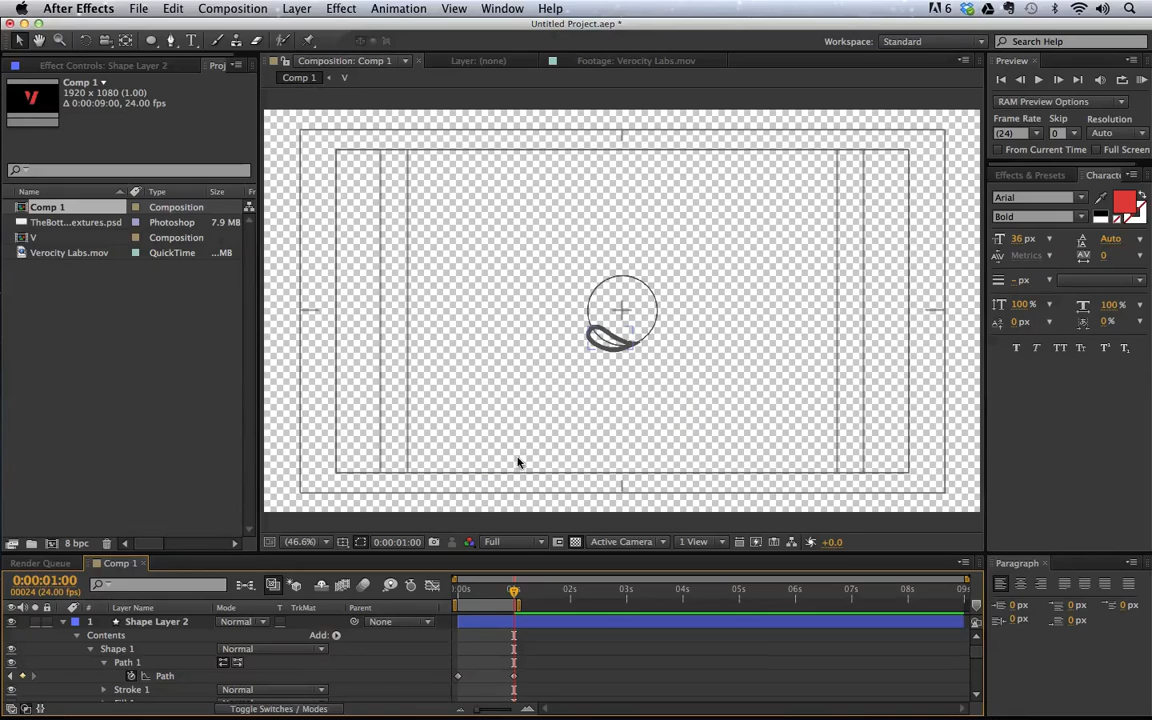 After Effects File Edit Composition Layer Effect Animation View Window Help 6
Untitled Project.aep *
Workspace: Standard Search Help
Effect Controls: Shape Layer 2 Proj
Composition: Comp 1 Layer: (none) Footage: Verocity Labs.mov
Preview
Comp 1 V
Comp 1
1920 x 1080 (1.00)
Δ 0:00:09:00, 24.00 fps
RAM Preview Options
Frame Rate Skip Resolution
(24) 0 Auto
From Current Time Full Screen
Effects & Presets Charact
Name Type Size Fr
Comp 1 Composition
TheBott...extures.psd Photoshop 7.9 MB
V Composition
Verocity Labs.mov QuickTime ...MB
Arial
Bold
36 px Auto
Metrics 0
- px
100% 100%
0 px 0%
T T TT Tr T¹ T₁
8 bpc
(46.6%) 0:00:01:00 Full Active Camera 1 View +0.0
Render Queue Comp 1
Paragraph
0:00:01:00
00024 (24.00 fps)
:00s 02s 03s 04s 05s 06s 07s 08s 09s
# Layer Name Mode T TrkMat Parent
1 Shape Layer 2 Normal None
Contents Add:
Shape 1 Normal
Path 1
Path
Stroke 1 Normal
Toggle Switches / Modes
0 px 0 px 0 px
0 px 0 px